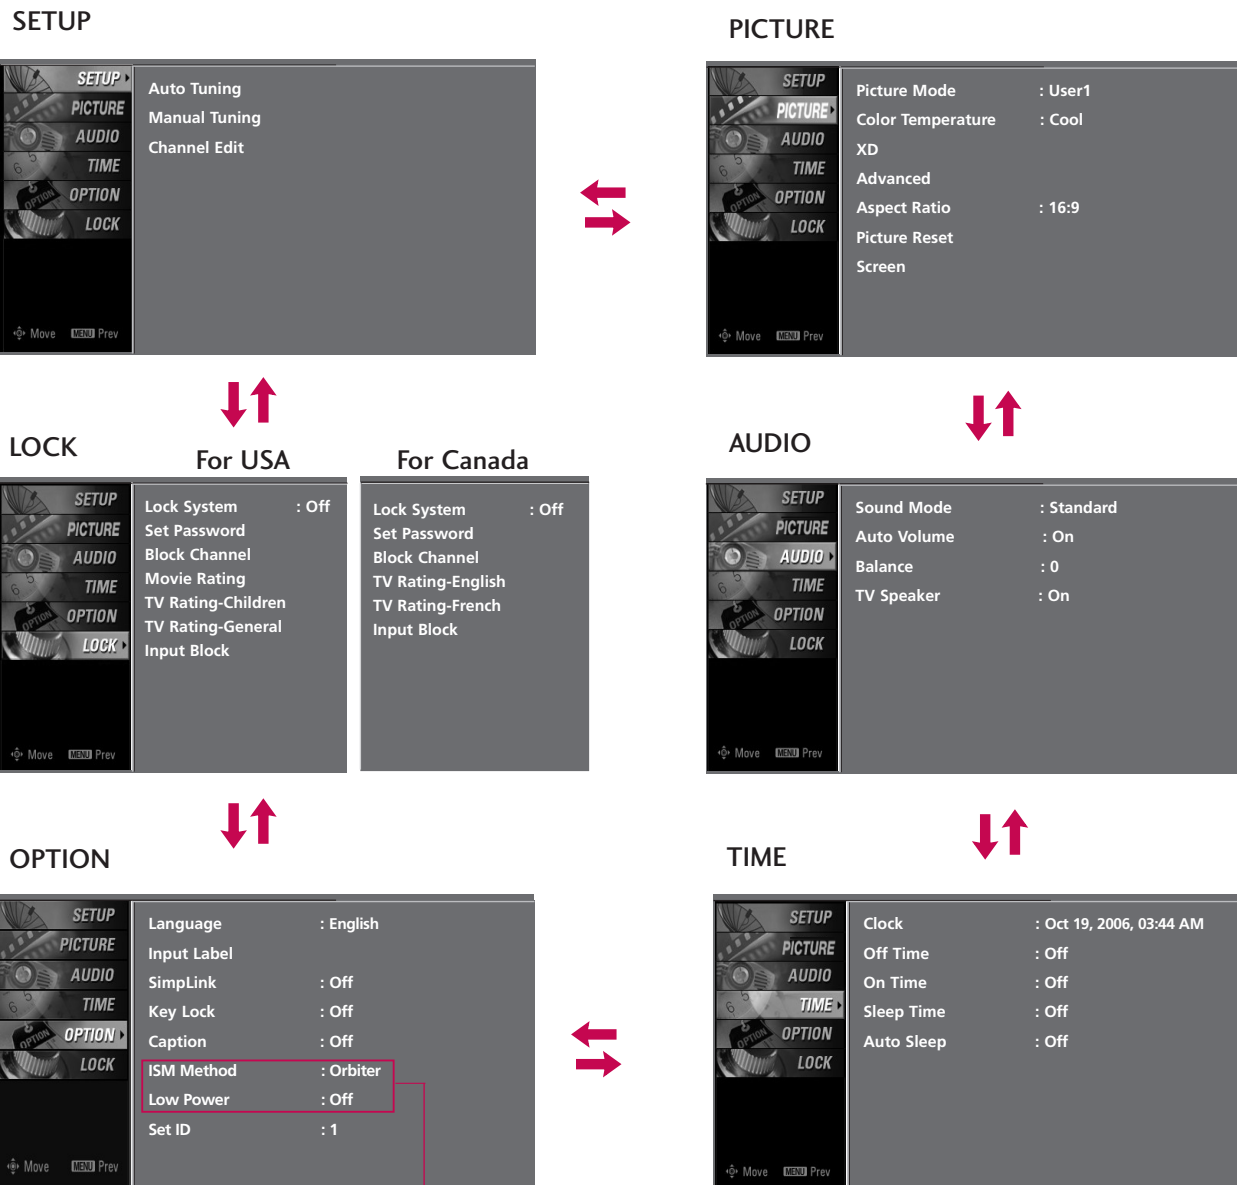 SETUP
SETUP
PICTURE
AUDIO
TIME
OPTION
LOCK
Move MENU Prev
Auto Tuning
Manual Tuning
Channel Edit
PICTURE
SETUP
PICTURE
AUDIO
TIME
OPTION
LOCK
Move MENU Prev
Picture Mode : User1
Color Temperature : Cool
XD
Advanced
Aspect Ratio : 16:9
Picture Reset
Screen
LOCK
For USA
For Canada
SETUP
PICTURE
AUDIO
TIME
OPTION
LOCK
Move MENU Prev
Lock System : Off
Set Password
Block Channel
Movie Rating
TV Rating-Children
TV Rating-General
Input Block
Lock System : Off
Set Password
Block Channel
TV Rating-English
TV Rating-French
Input Block
AUDIO
SETUP
PICTURE
AUDIO
TIME
OPTION
LOCK
Move MENU Prev
Sound Mode : Standard
Auto Volume : On
Balance : 0
TV Speaker : On
OPTION
SETUP
PICTURE
AUDIO
TIME
OPTION
LOCK
Move MENU Prev
Language : English
Input Label
SimpLink : Off
Key Lock : Off
Caption : Off
ISM Method : Orbiter
Low Power : Off
Set ID : 1
TIME
SETUP
PICTURE
AUDIO
TIME
OPTION
LOCK
Move MENU Prev
Clock : Oct 19, 2006, 03:44 AM
Off Time : Off
On Time : Off
Sleep Time : Off
Auto Sleep : Off